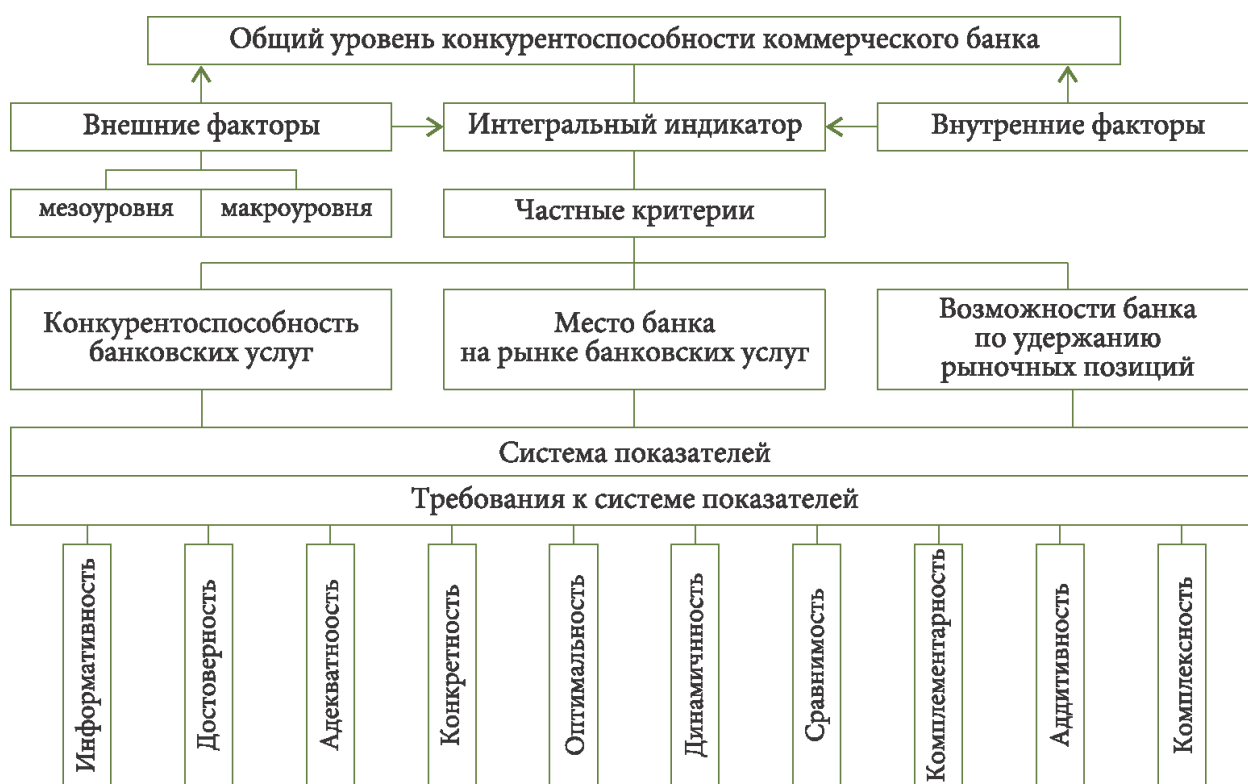 Общий уровень конкурентоспособности коммерческого банка
Внешние факторы
Интегральный индикатор
Внутренние факторы
мезоуровня
макроуровня
Частные критерии
Конкурентоспособность
банковских услуг
Место банка
на рынке банковских услуг
Возможности банка
по удержанию
рыночных позиций
Система показателей
Требования к системе показателей
Информативность
Достоверность
Адекватноость
Конкретность
Оптимальность
Динамичнность
Сравнимость
Комплементарность
Аддитивность
Комплексность